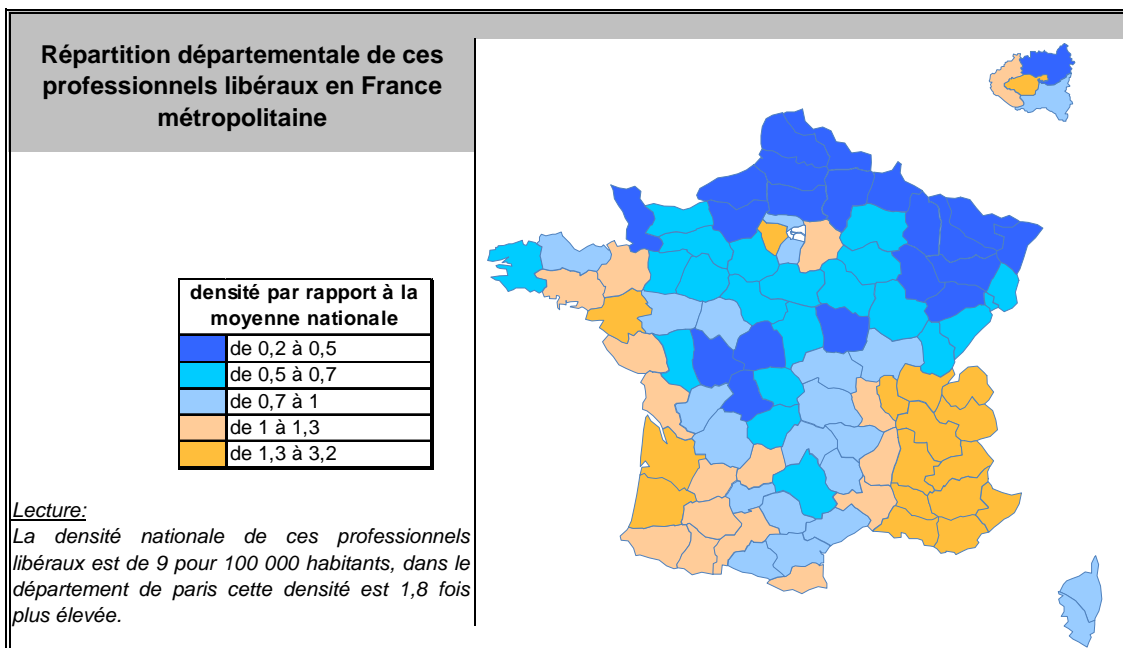 Répartition départementale de ces
professionnels libéraux en France
métropolitaine
densité par rapport à la
moyenne nationale
de 0,2 à 0,5
de 0,5 à 0,7
de 0,7 à 1
de 1 à 1,3
de 1,3 à 3,2
Lecture:
La densité nationale de ces professionnels
libéraux est de 9 pour 100 000 habitants, dans le
département de paris cette densité est 1,8 fois
plus élevée.